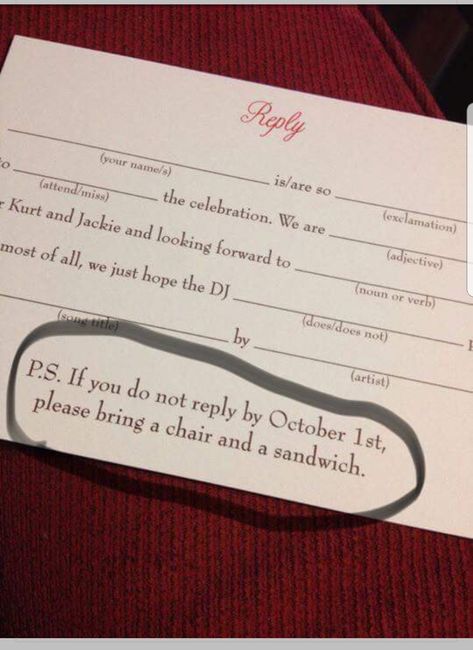 Reply
is/are so
(your name/s) (exclamation)
to the celebration. We are
(attend/miss) (adjective)
Kurt and Jackie and looking forward to
(noun or verb)
most of all, we just hope the DJ
(does/does not)
by
(song title) (artist)
P.S. If you do not reply by October 1st,
please bring a chair and a sandwich.